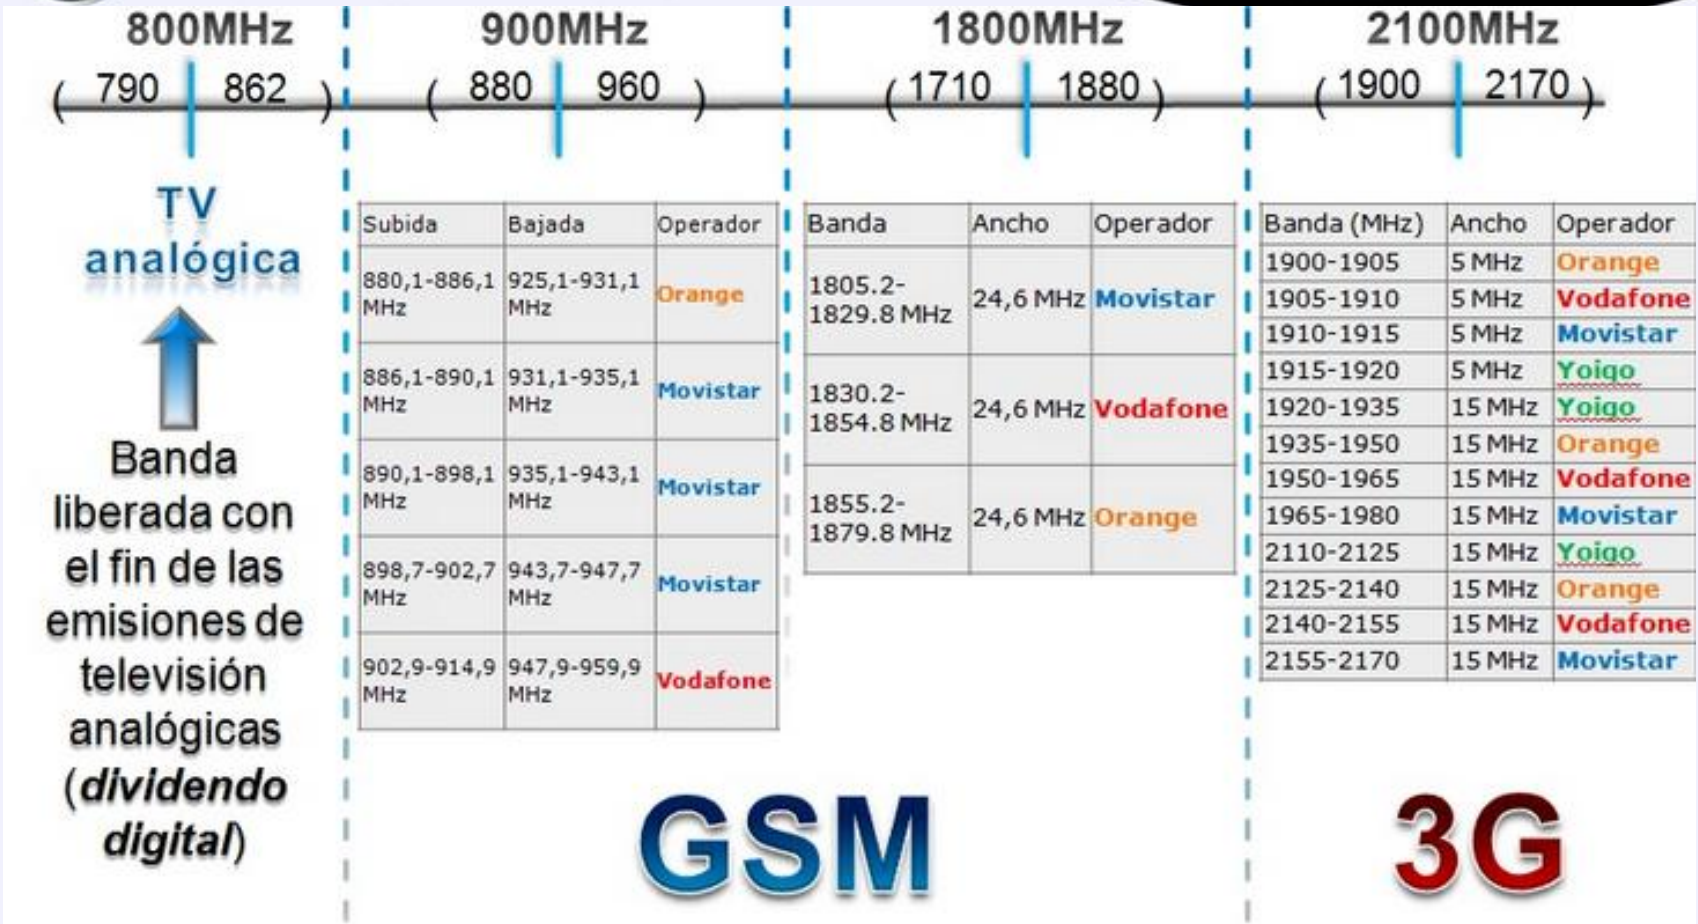 800MHz
( 790 862 )
TV
analógica
Banda
liberada con
el fin de las
emisiones de
televisión
analógicas
(dividendo
digital)
900MHz
( 880 960 )
Subida Bajada Operador
880,1-886,1 925,1-931,1 Orange
MHz MHz
886,1-890,1 931,1-935,1 Movistar
MHz MHz
890,1-898,1 935,1-943,1 Movistar
MHz MHz
898,7-902,7 943,7-947,7 Movistar
MHz MHz
902,9-914,9 947,9-959,9 Vodafone
MHz MHz
1800MHz
( 1710 1880 )
Banda Ancho Operador
1805.2- 24,6 MHz Movistar
1829.8 MHz
1830.2- 24,6 MHz Vodafone
1854.8 MHz
1855.2- 24,6 MHz Orange
1879.8 MHz
GSM
2100MHz
( 1900 2170 )
Banda (MHz) Ancho Operador
1900-1905 5 MHz Orange
1905-1910 5 MHz Vodafone
1910-1915 5 MHz Movistar
1915-1920 5 MHz Yoigo
1920-1935 15 MHz Yoigo
1935-1950 15 MHz Orange
1950-1965 15 MHz Vodafone
1965-1980 15 MHz Movistar
2110-2125 15 MHz Yoigo
2125-2140 15 MHz Orange
2140-2155 15 MHz Vodafone
2155-2170 15 MHz Movistar
3G